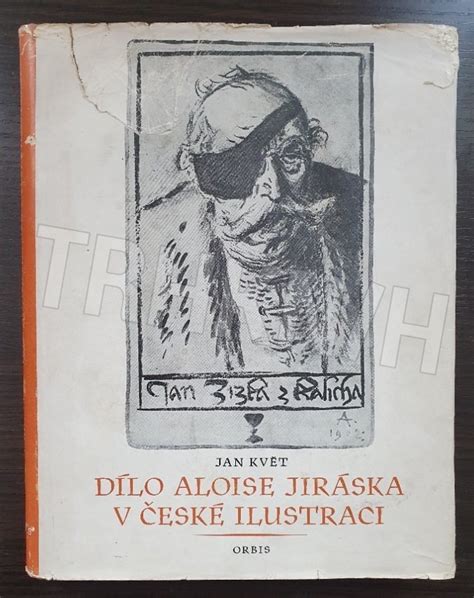 Jan Žižka z Kalicha
A.
JAN KVĚT
DÍLO ALOISE JIRÁSKA
V ČESKÉ ILUSTRACI
ORBIS